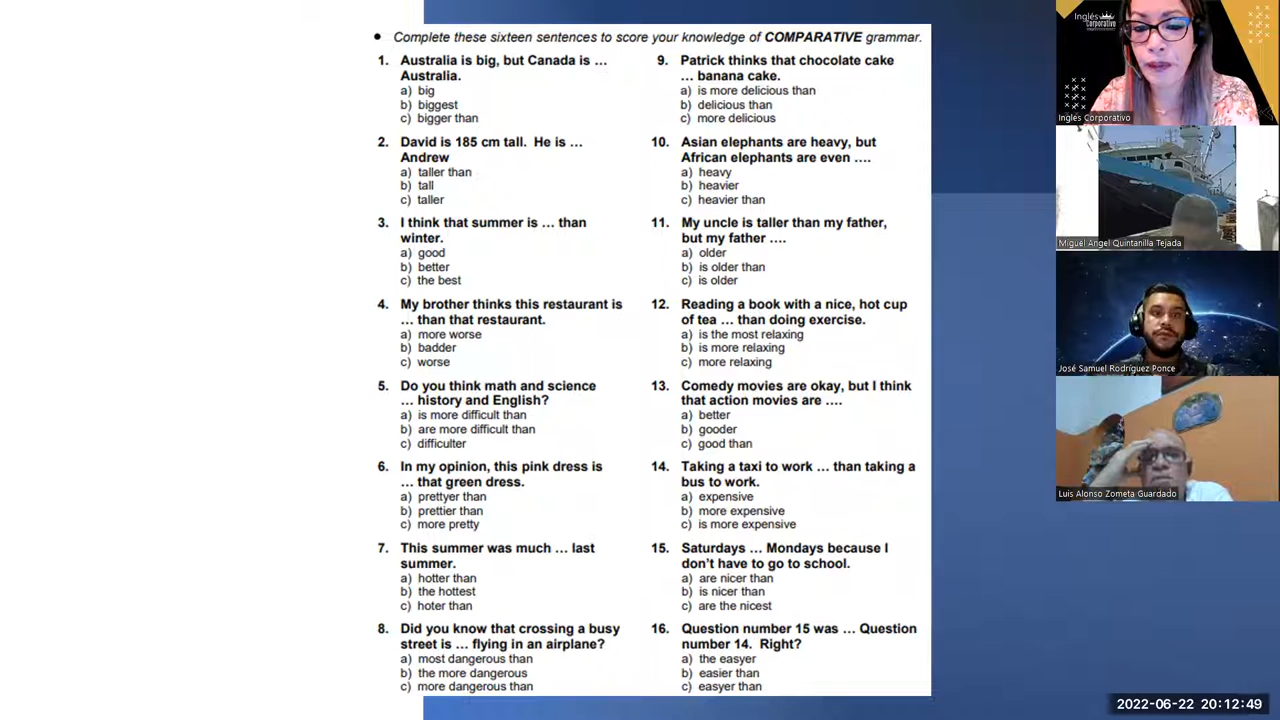 • Complete these sixteen sentences to score your knowledge of COMPARATIVE grammar.
1. Australia is big, but Canada is …
Australia.
a) big
b) biggest
c) bigger than
2. David is 185 cm tall. He is …
Andrew
a) taller than
b) tall
c) taller
3. I think that summer is … than
winter.
a) good
b) better
c) the best
4. My brother thinks this restaurant is
… than that restaurant.
a) more worse
b) badder
c) worse
5. Do you think math and science
… history and English?
a) is more difficult than
b) are more difficult than
c) difficulter
6. In my opinion, this pink dress is
… that green dress.
a) prettyer than
b) prettier than
c) more pretty
7. This summer was much … last
summer.
a) hotter than
b) the hottest
c) hoter than
8. Did you know that crossing a busy
street is … flying in an airplane?
a) most dangerous than
b) the more dangerous
c) more dangerous than
9. Patrick thinks that chocolate cake
… banana cake.
a) is more delicious than
b) delicious than
c) more delicious
10. Asian elephants are heavy, but
African elephants are even ….
a) heavy
b) heavier
c) heavier than
11. My uncle is taller than my father,
but my father ….
a) older
b) is older than
c) is older
12. Reading a book with a nice, hot cup
of tea … than doing exercise.
a) is the most relaxing
b) is more relaxing
c) more relaxing
13. Comedy movies are okay, but I think
that action movies are ….
a) better
b) gooder
c) good than
14. Taking a taxi to work … than taking a
bus to work.
a) expensive
b) more expensive
c) is more expensive
15. Saturdays … Mondays because I
don’t have to go to school.
a) are nicer than
b) is nicer than
c) are the nicest
16. Question number 15 was … Question
number 14. Right?
a) the easyer
b) easier than
c) easyer than
Inglés
Corporativo
Inglés Corporativo
Miguel Angel Quintanilla Tejada
José Samuel Rodríguez Ponce
Luis Alonso Zometa Guardado
2022-06-22 20:12:49